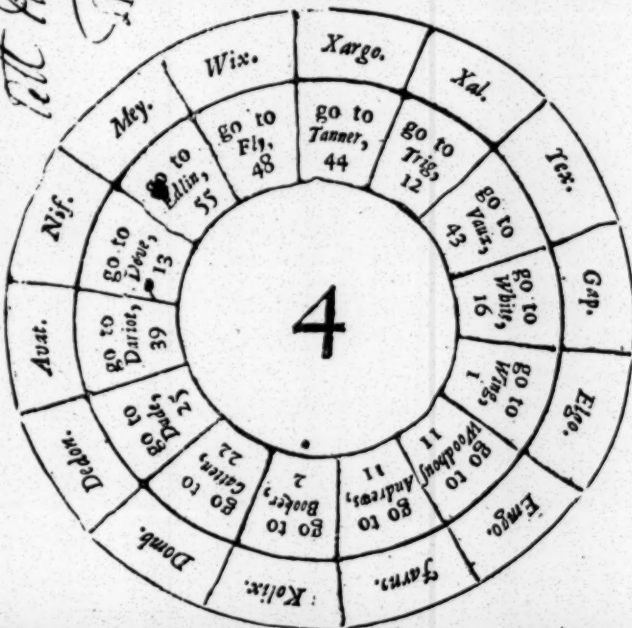 Tell
Xargo.
go to
Tanner,
44
Xal.
go to
Trig,
12
Tex.
go to
Vaux,
43
Gap.
go to
White,
16
Elgo.
go to
Wing,
1
Emgo.
go to
Woodhouse
11
Farn.
go to
Andrews,
11
Kolix.
go to
Booker,
2
Domb.
go to
22
Dedon.
go to
Dade,
25
Auat.
go to
Dariot,
39
Nif.
go to
Dove,
13
Mey.
go to
Edlin,
55
Wix.
go to
Fly,
48
4